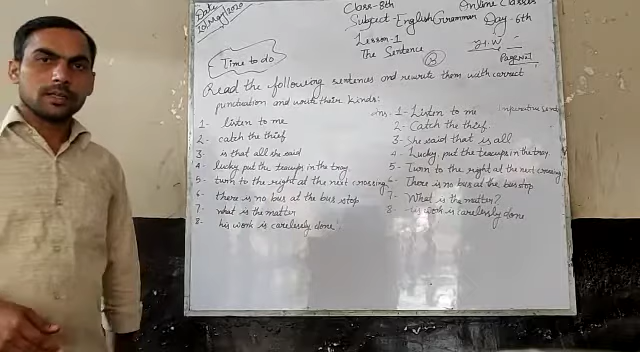 Date
20/May/2020
Class-8th
Online Classes
Subject-English Grammar
Day-6th
Lesson-1
H.W
The Sentence
Page No 1
Time to do
Read the following sentences and rewrite them with correct
punctuation and write their kinds:
1- listen to me
2- catch the thief
3- is that all she said
4- lucky put the teacups in the tray
5- turn to the right at the next crossing
6- there is no bus at the bus stop
7- what is the matter
8- his work is carelessly done
Ans. 1- Listen to me Imperative Sent
2- Catch the thief.
3- She said that is all.
4- Lucky, put the teacups in the tray.
5- Turn to the right at the next crossing
6- There is no bus at the bus stop
7- What is the matter?
8- His work is carelessly done